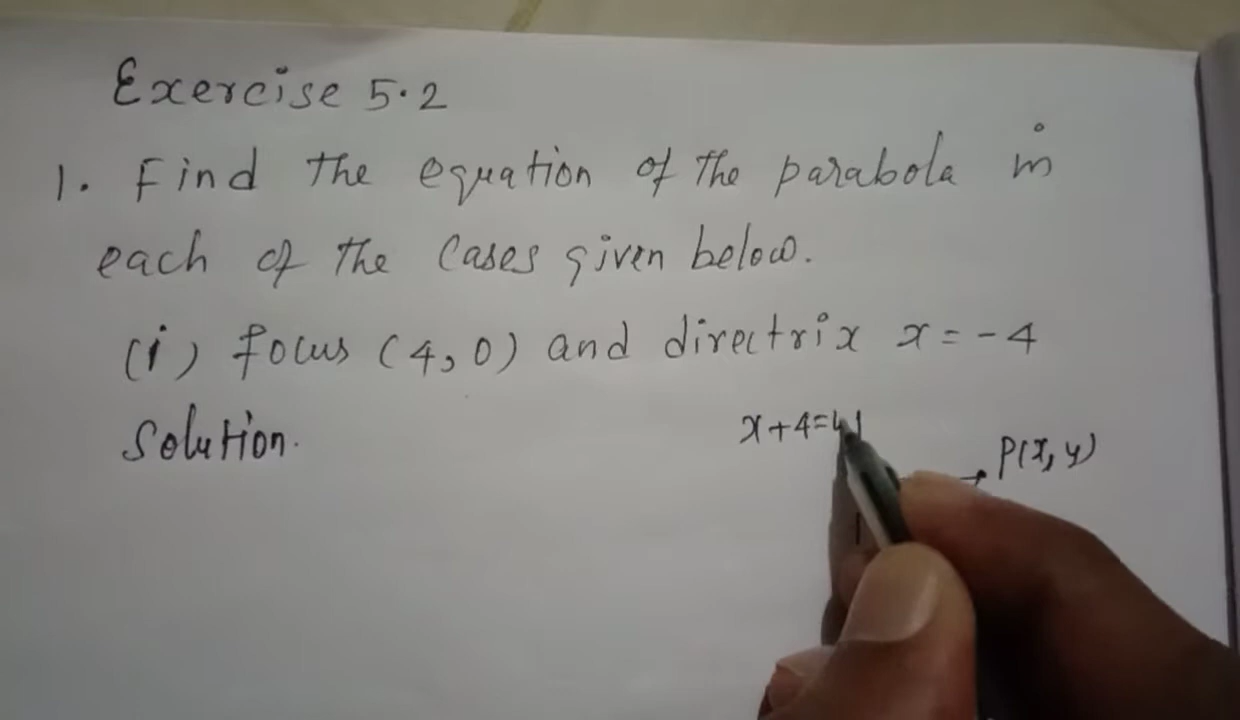 Exercise 5.2
1. Find the equation of the parabola in
each of the cases given below.
(i) focus (4,0) and directrix x = -4
Solution.
x+4=
P(x, y)